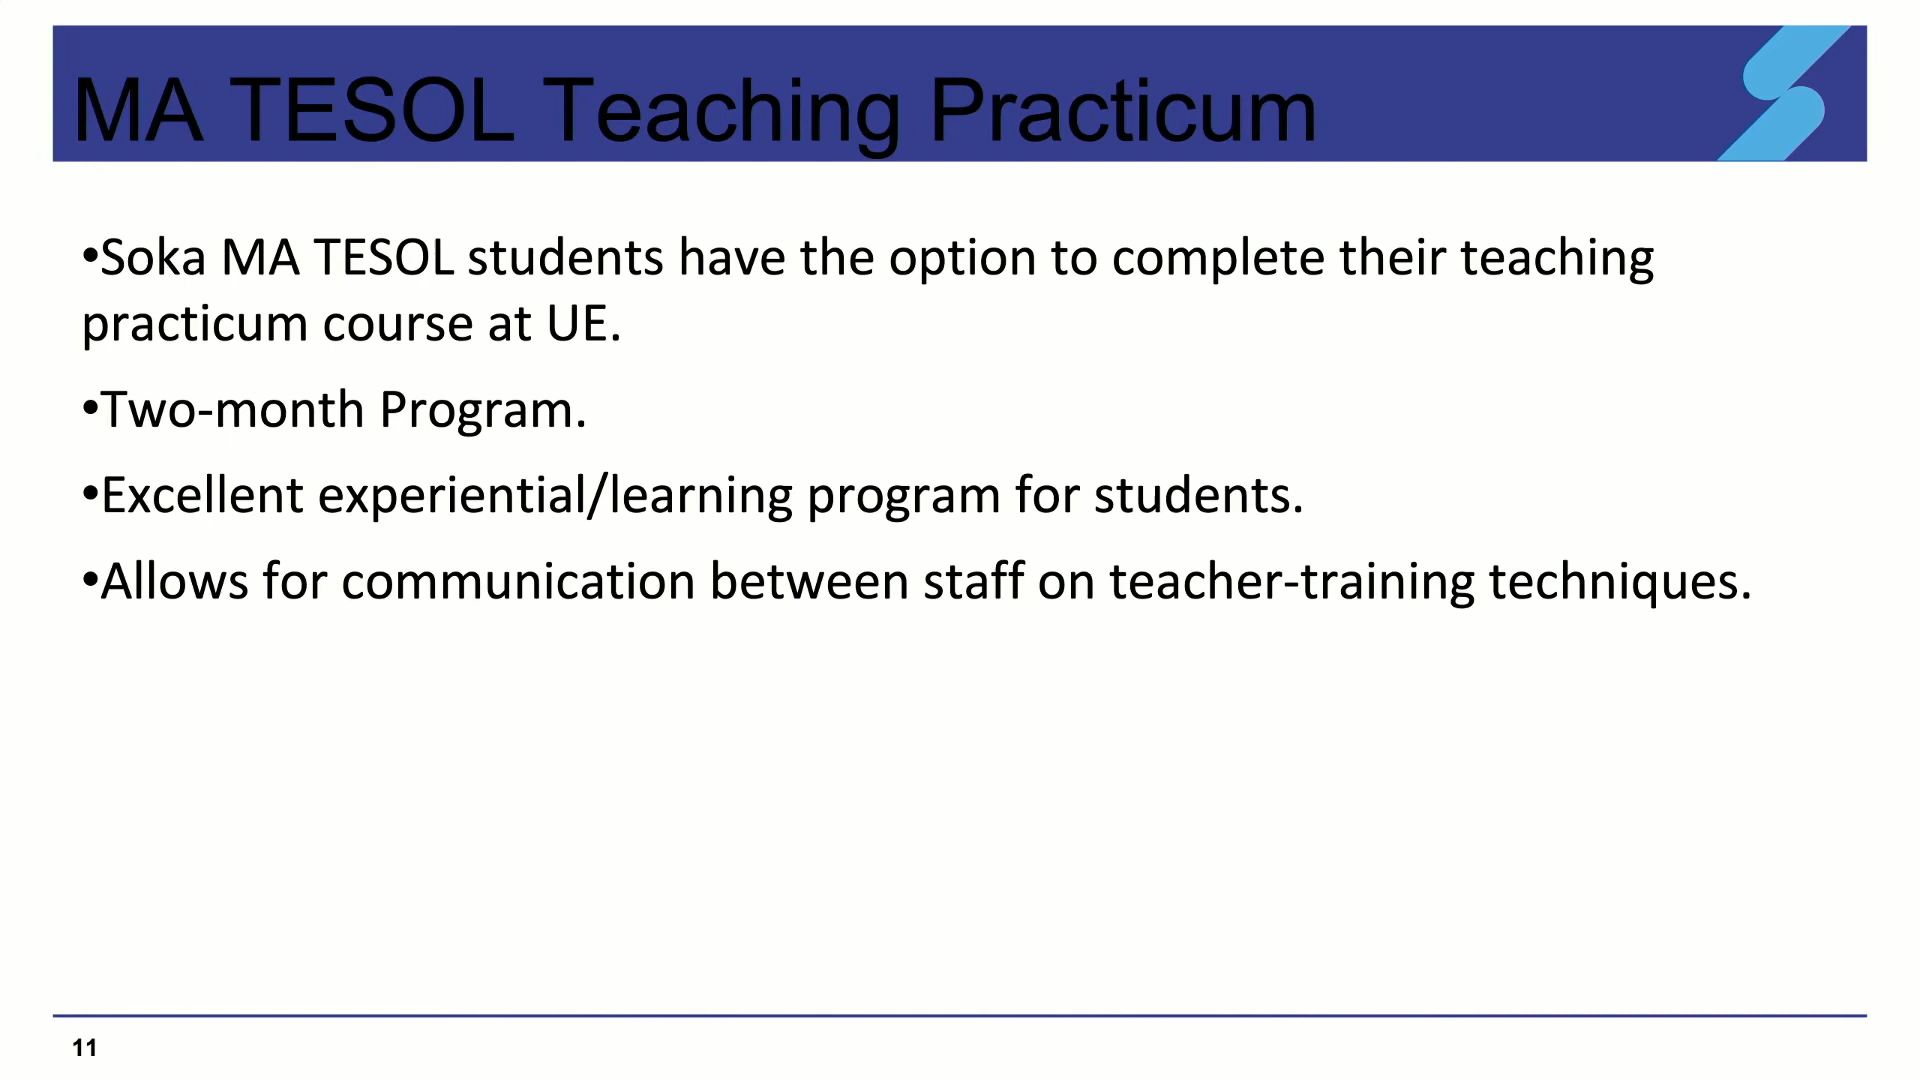 MA TESOL Teaching Practicum
•Soka MA TESOL students have the option to complete their teaching
practicum course at UE.
•Two-month Program.
•Excellent experiential/learning program for students.
•Allows for communication between staff on teacher-training techniques.
11